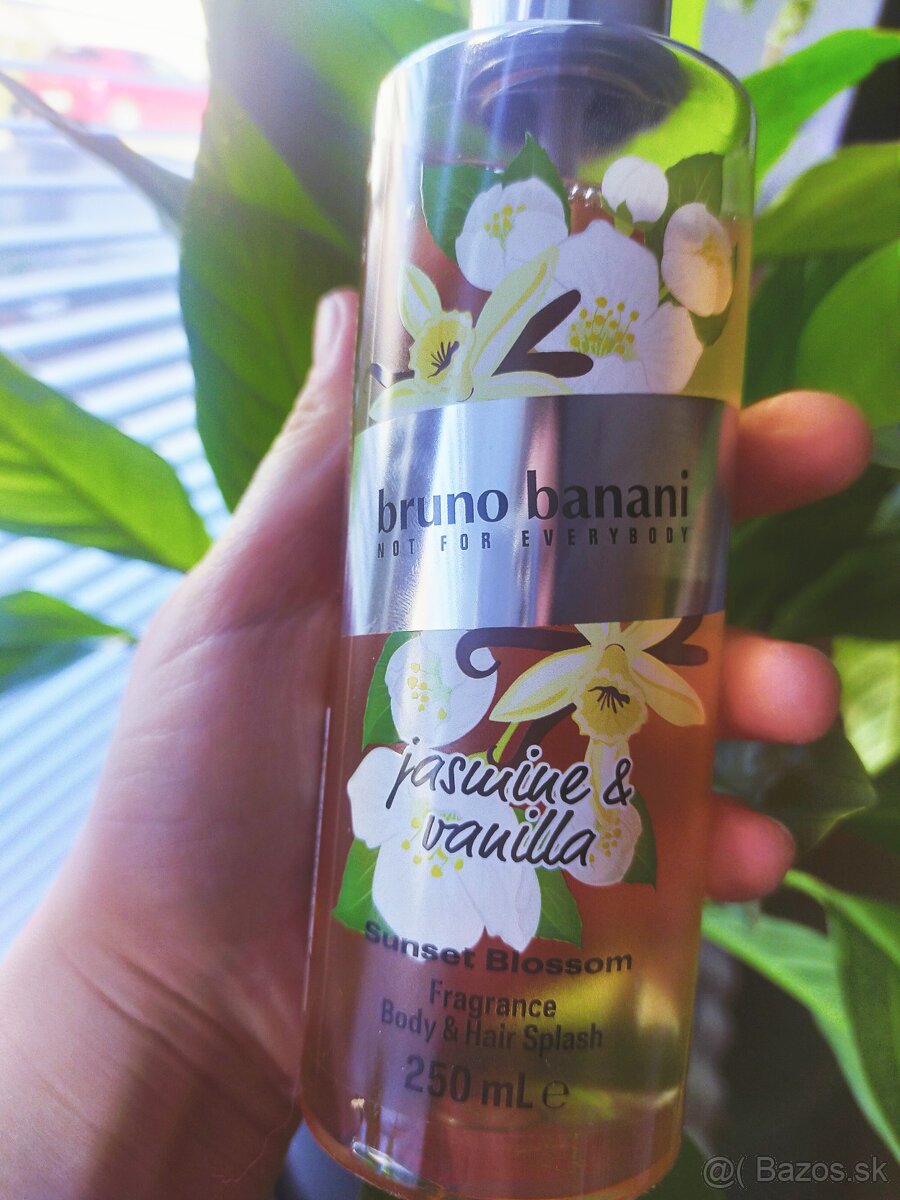 bruno banani
NOT FOR EVERYBODY
jasmine &
vanilla
Sunset Blossom
Fragrance
Body & Hair Splash
250 mL ℮
@( Bazos.sk